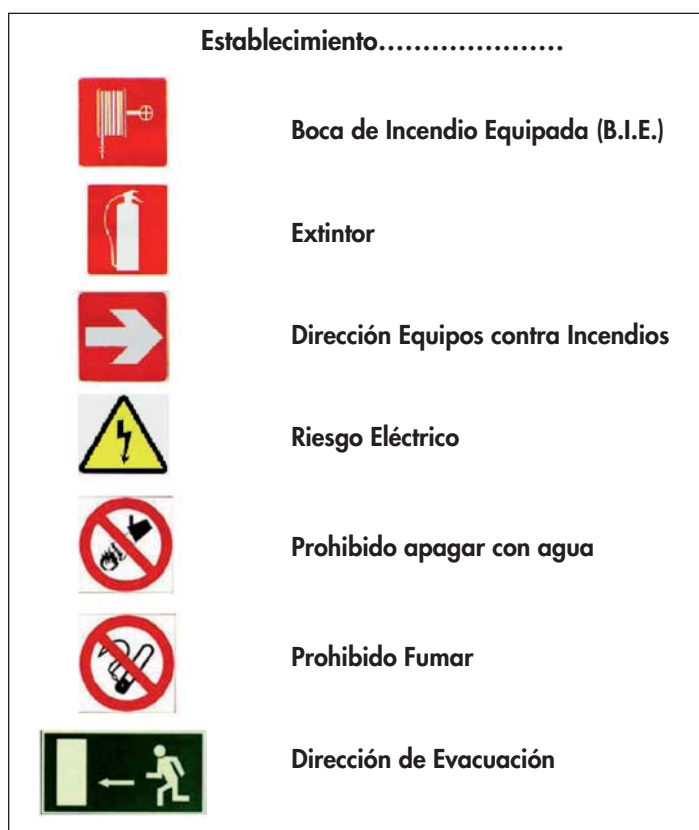 Establecimiento.....................
Boca de Incendio Equipada (B.I.E.)
Extintor
Dirección Equipos contra Incendios
Riesgo Eléctrico
Prohibido apagar con agua
Prohibido Fumar
Dirección de Evacuación